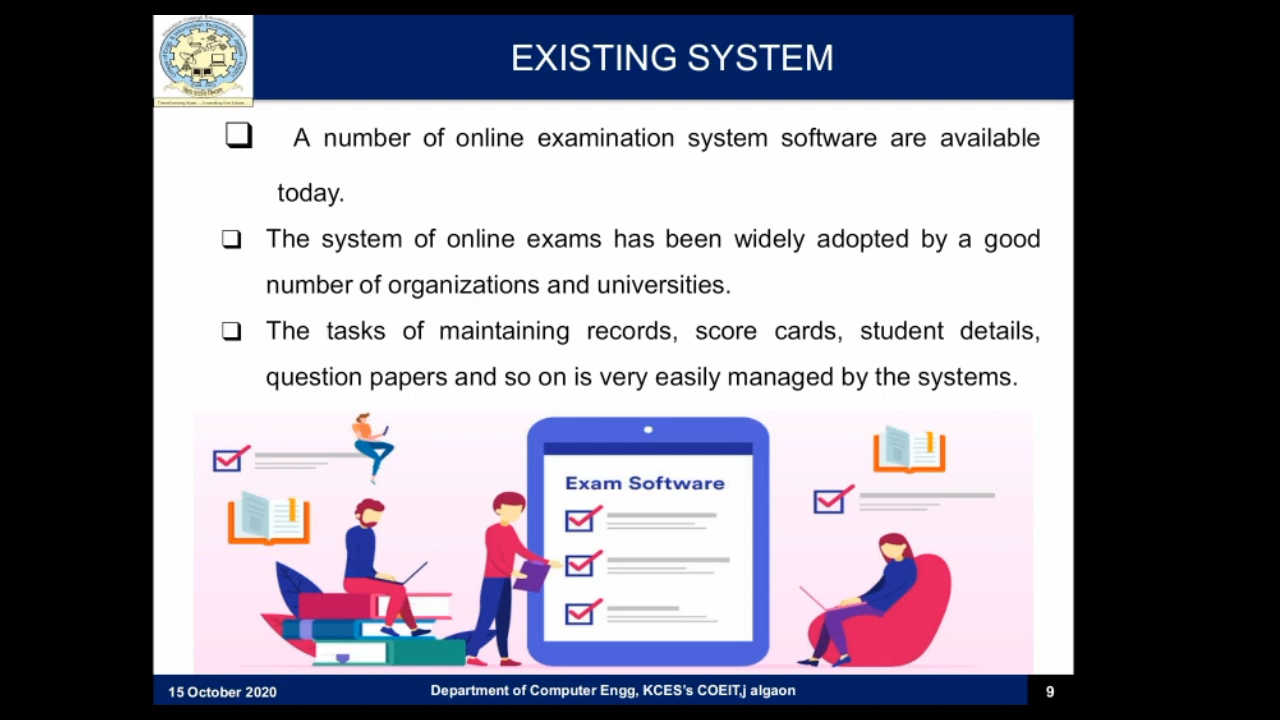 EXISTING SYSTEM
A number of online examination system software are available
today.
The system of online exams has been widely adopted by a good
number of organizations and universities.
The tasks of maintaining records, score cards, student details,
question papers and so on is very easily managed by the systems.
Exam Software
15 October 2020
Department of Computer Engg, KCES's COEIT,j algaon
9